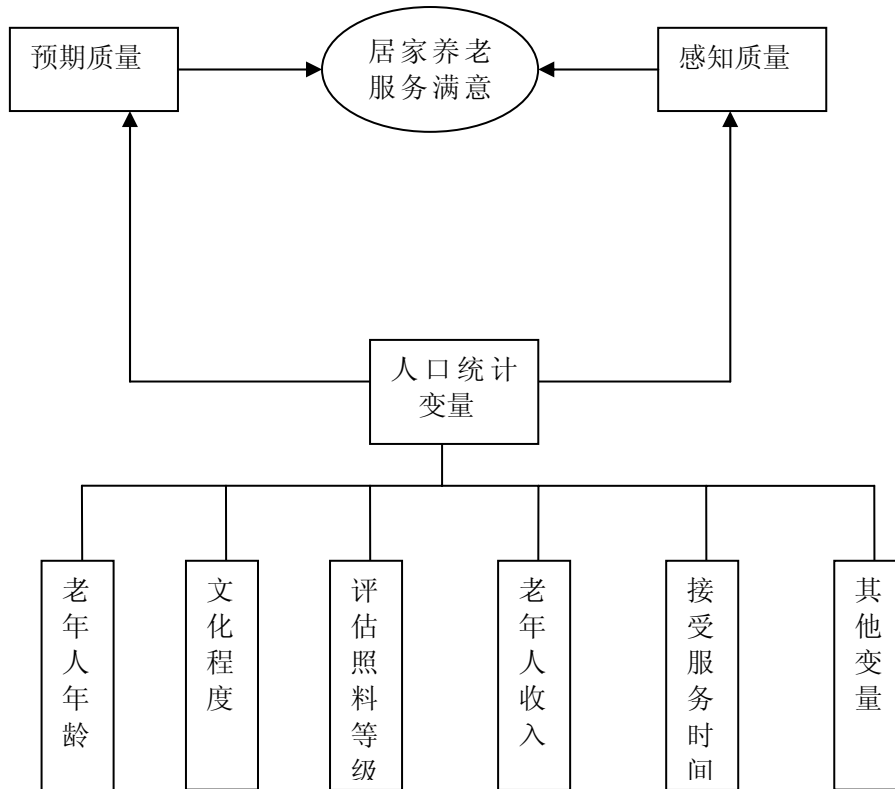 预期质量
居家养老
服务满意
感知质量
人口统计
变量
老年人年龄
文化程度
评估照料等级
老年人收入
接受服务时间
其他变量